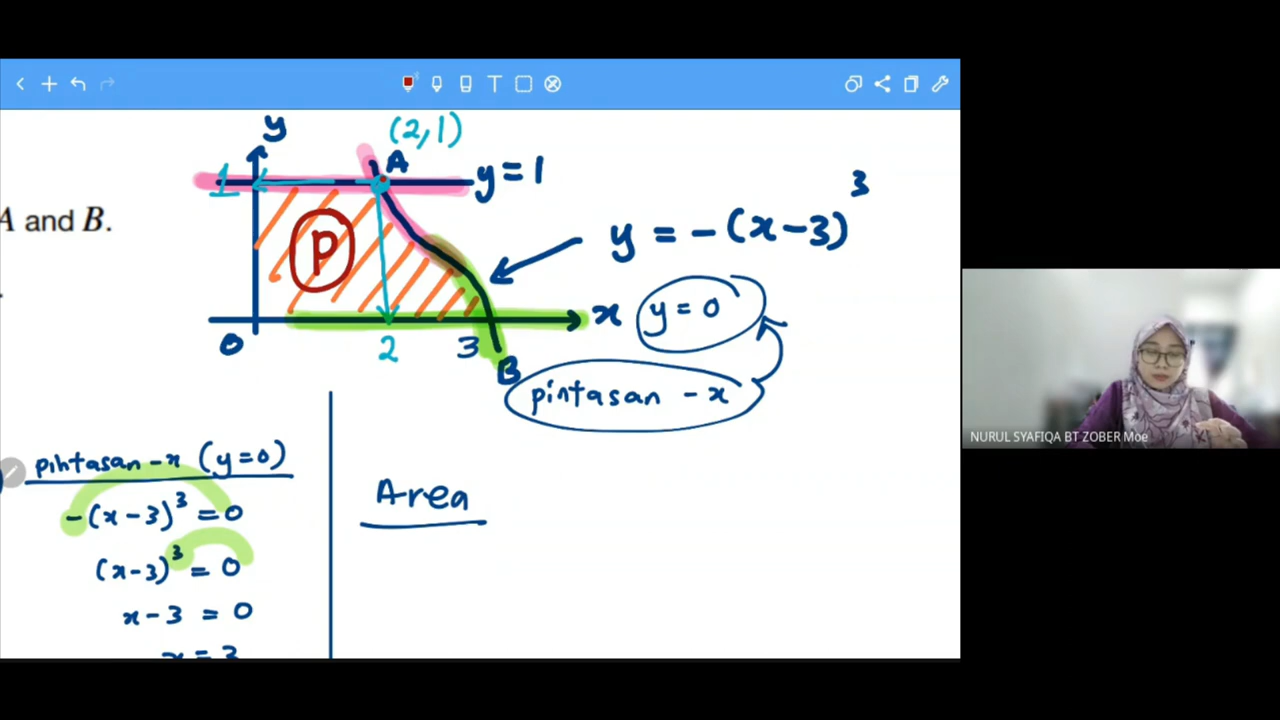 y
(2,1)
A
1
y=1
A and B.
P
y = -(x-3)³
x
y=0
0
2
3
B
pintasan - x
pintasan - x (y=0)
-(x-3)³ = 0
(x-3)³ = 0
x-3 = 0
x = 3
Area
T
NURUL SYAFIQA BT ZOBER Moe